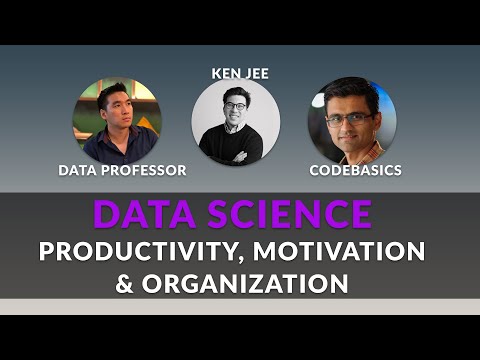 KEN JEE
DATA PROFESSOR
CODEBASICS
DATA SCIENCE
PRODUCTIVITY, MOTIVATION
& ORGANIZATION